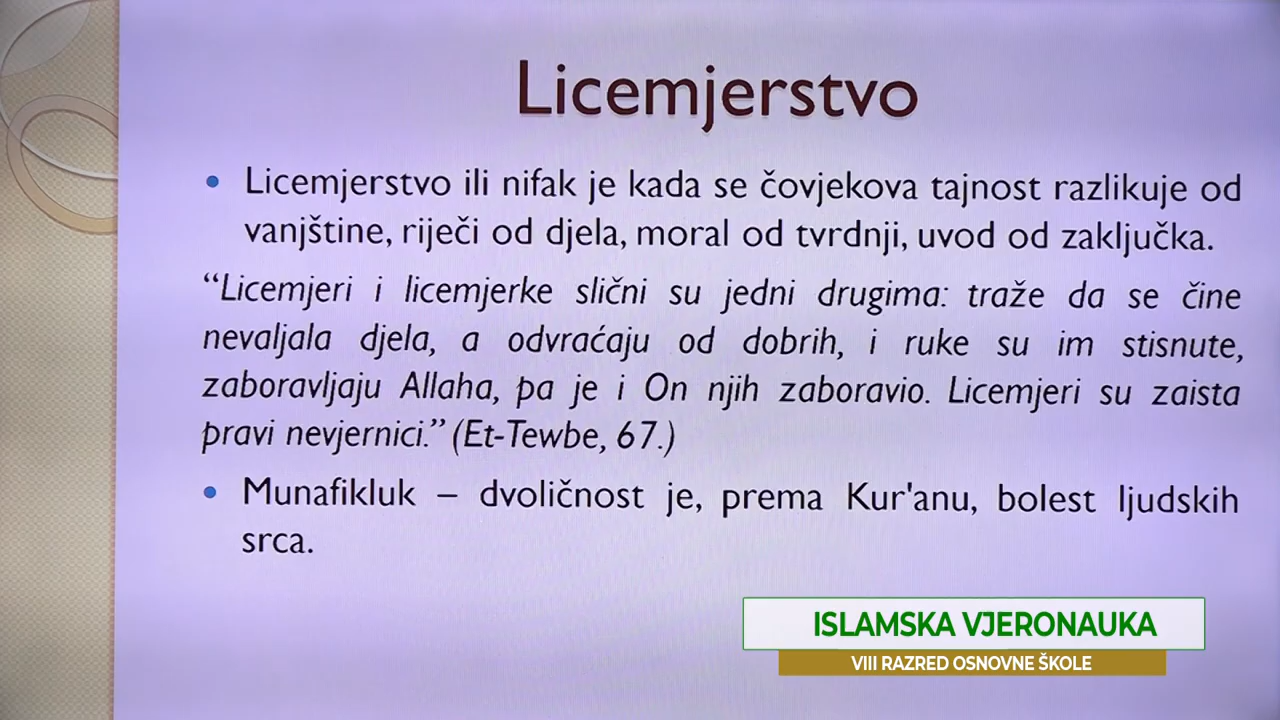 Licemjerstvo
• Licemjerstvo ili nifak je kada se čovjekova tajnost razlikuje od
vanjštine, riječi od djela, moral od tvrdnji, uvod od zaključka.
“Licemjeri i licemjerke slični su jedni drugima: traže da se čine
nevaljala djela, a odvraćaju od dobrih, i ruke su im stisnute,
zaboravljaju Allaha, pa je i On njih zaboravio. Licemjeri su zaista
pravi nevjernici.” (Et-Tewbe, 67.)
• Munafikluk – dvoličnost je, prema Kur'anu, bolest ljudskih
srca.
ISLAMSKA VJERONAUKA
VIII RAZRED OSNOVNE ŠKOLE